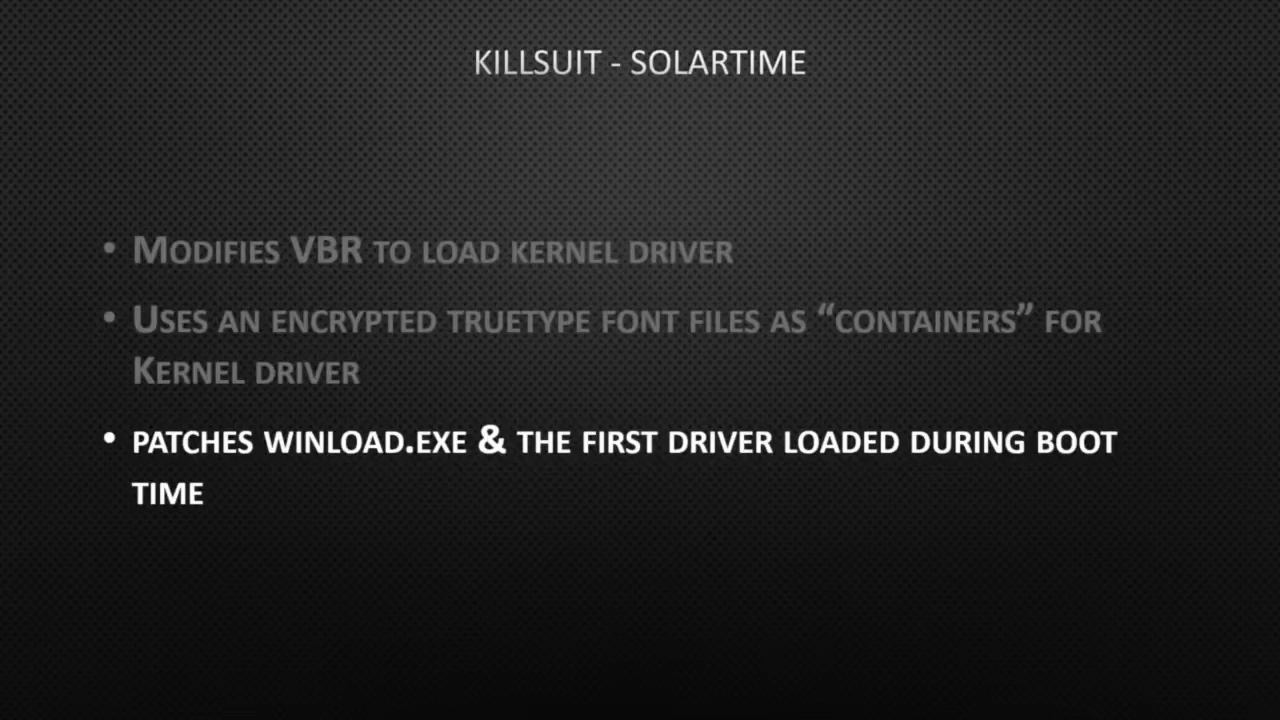 KILLSUIT - SOLARTIME
• MODIFIES VBR TO LOAD KERNEL DRIVER
• USES AN ENCRYPTED TRUETYPE FONT FILES AS “CONTAINERS” FOR
KERNEL DRIVER
• PATCHES WINLOAD.EXE & THE FIRST DRIVER LOADED DURING BOOT
TIME